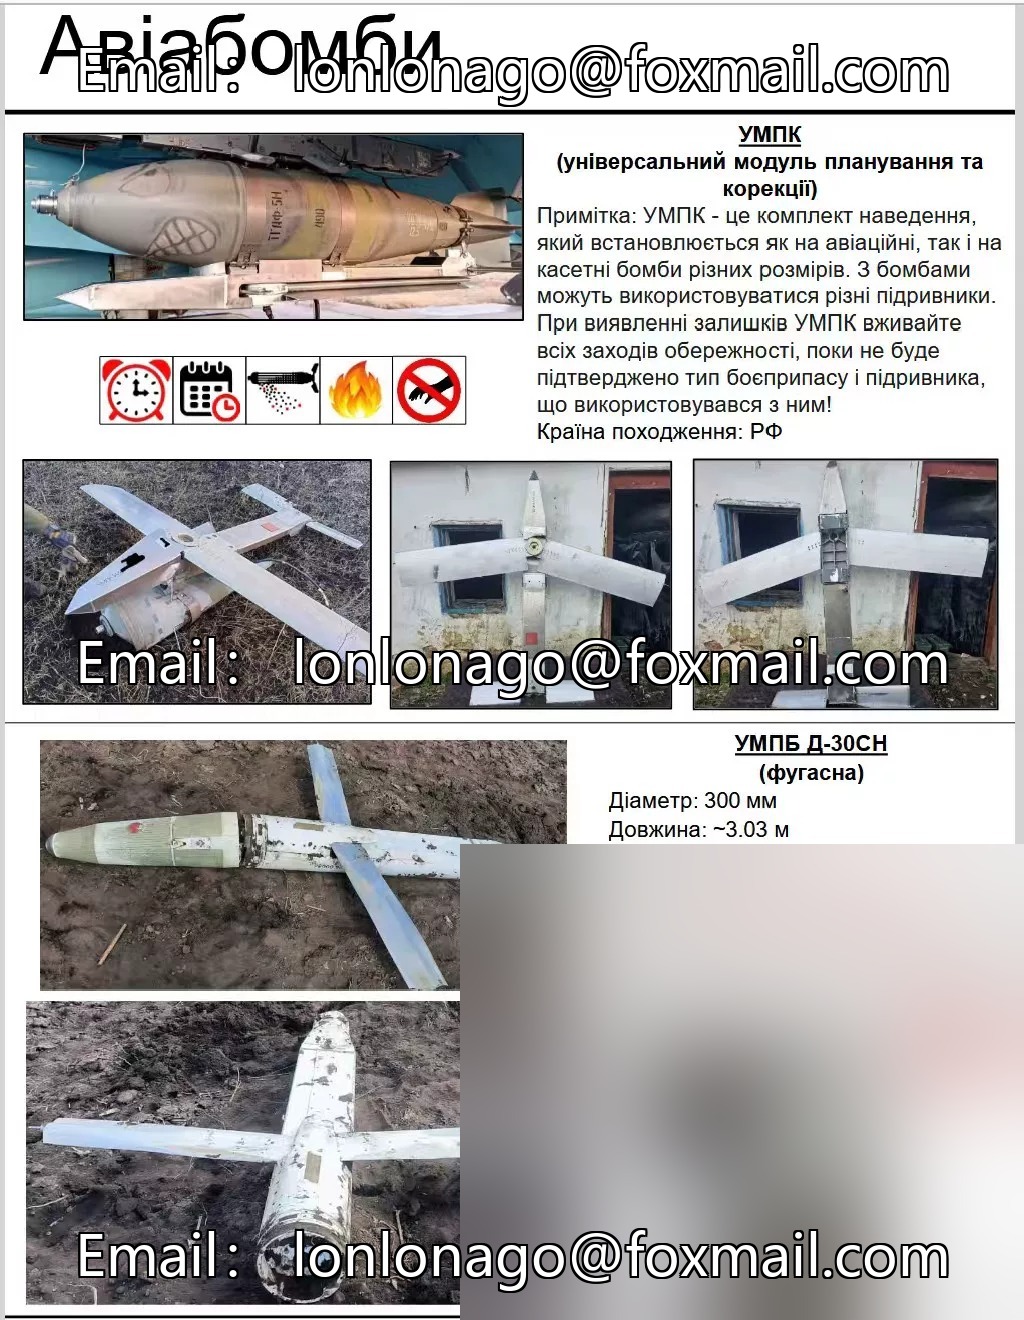 Авіабомби
Email： lonlonago@foxmail.com
УМПК
(універсальний модуль планування та
корекції)
Примітка: УМПК - це комплект наведення,
який встановлюється як на авіаційні, так і на
касетні бомби різних розмірів. З бомбами
можуть використовуватися різні підривники.
При виявленні залишків УМПК вживайте
всіх заходів обережності, поки не буде
підтверджено тип боєприпасу і підривника,
що використовувався з ним!
Країна походження: РФ
ТГАФ-5Н
Email： lonlonago@foxmail.com
УМПБ Д-30СН
(фугасна)
Діаметр: 300 мм
Довжина: ~3.03 м
Email： lonlonago@foxmail.com